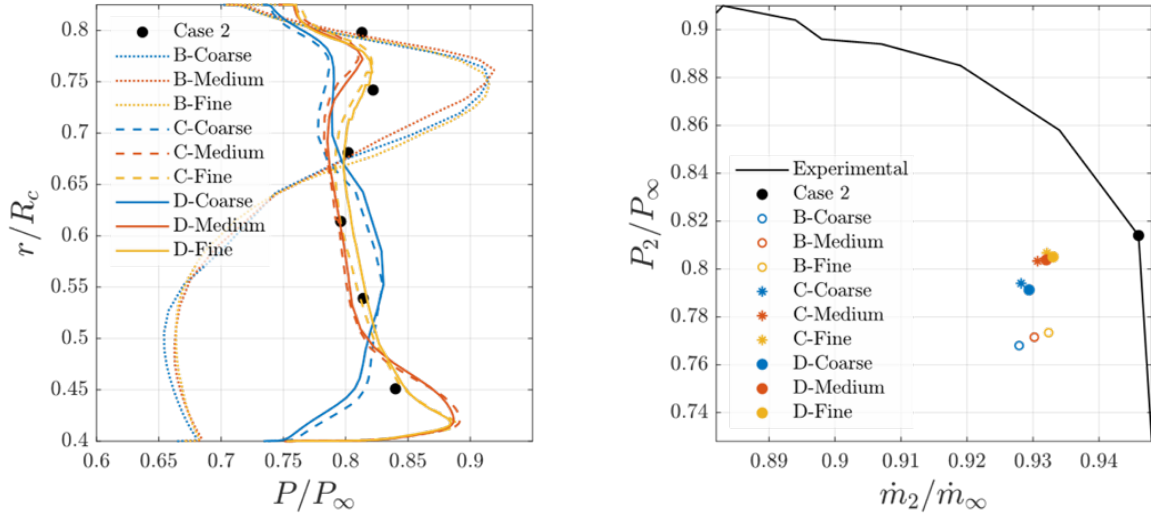 0.8
0.75
0.7
0.65
0.6
0.55
0.5
0.45
0.4
r/R_c
Case 2
B-Coarse
B-Medium
B-Fine
C-Coarse
C-Medium
C-Fine
D-Coarse
D-Medium
D-Fine
0.6
0.65
0.7
0.75
0.8
0.85
0.9
P/P_∞
0.9
0.88
0.86
0.84
0.82
0.8
0.78
0.76
0.74
P_2/P_∞
Experimental
Case 2
B-Coarse
B-Medium
B-Fine
C-Coarse
C-Medium
C-Fine
D-Coarse
D-Medium
D-Fine
0.89
0.9
0.91
0.92
0.93
0.94
ṁ_2/ṁ_∞